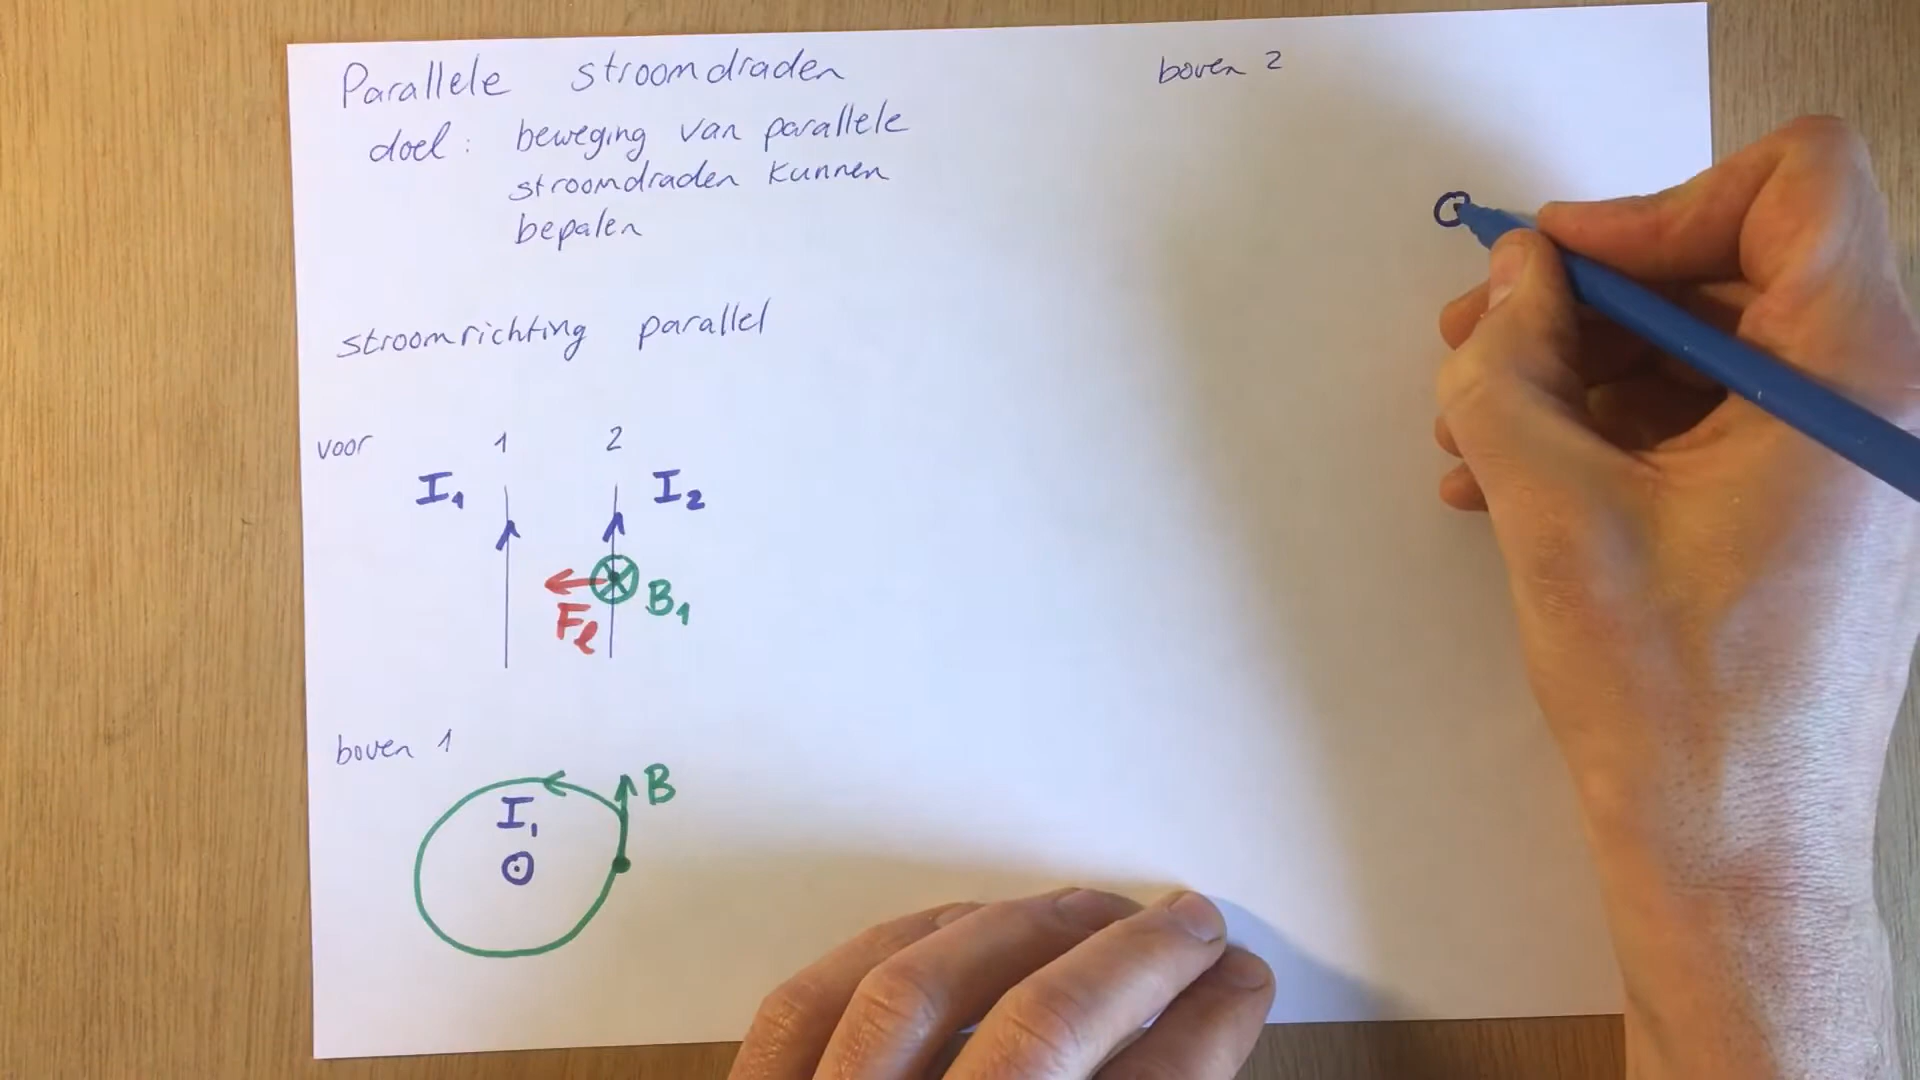 Parallele stroomdraden
doel: beweging van parallele
stroomdraden kunnen
bepalen
stroomrichting parallel
voor 1 2
I₁ I₂
B₁
Fℓ
boven 1
B
I₁
boven 2